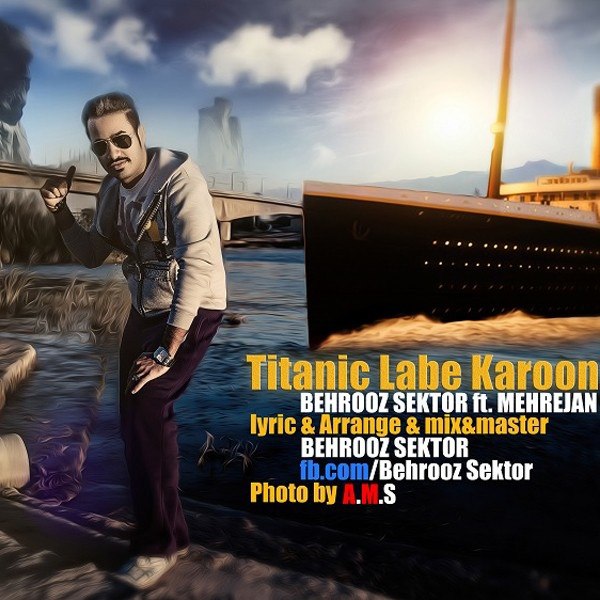 Titanic Labe Karoon
BEHROOZ SEKTOR ft. MEHREJAN
lyric & Arrange & mix&master
BEHROOZ SEKTOR
fb.com/Behrooz Sektor
Photo by A.M.S